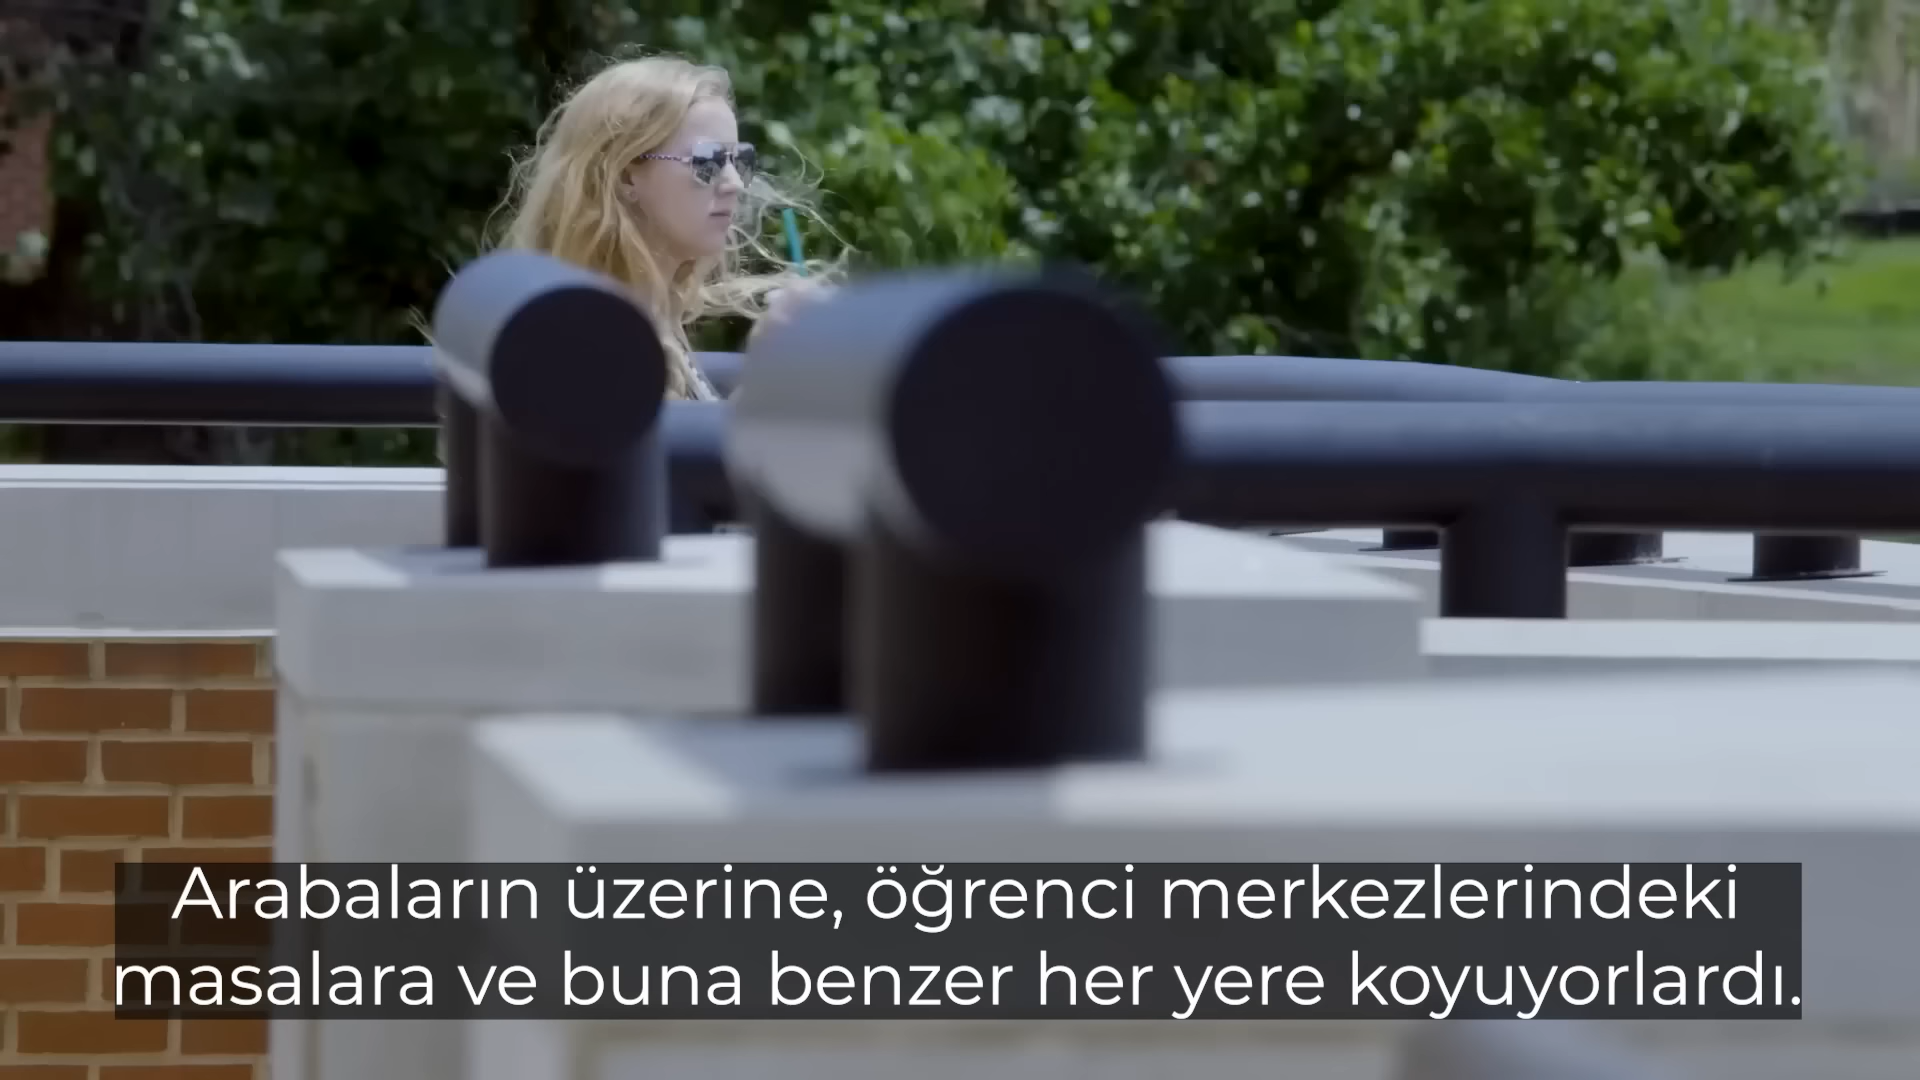 Arabaların üzerine, öğrenci merkezlerindeki
masalara ve buna benzer her yere koyuyorlardı.